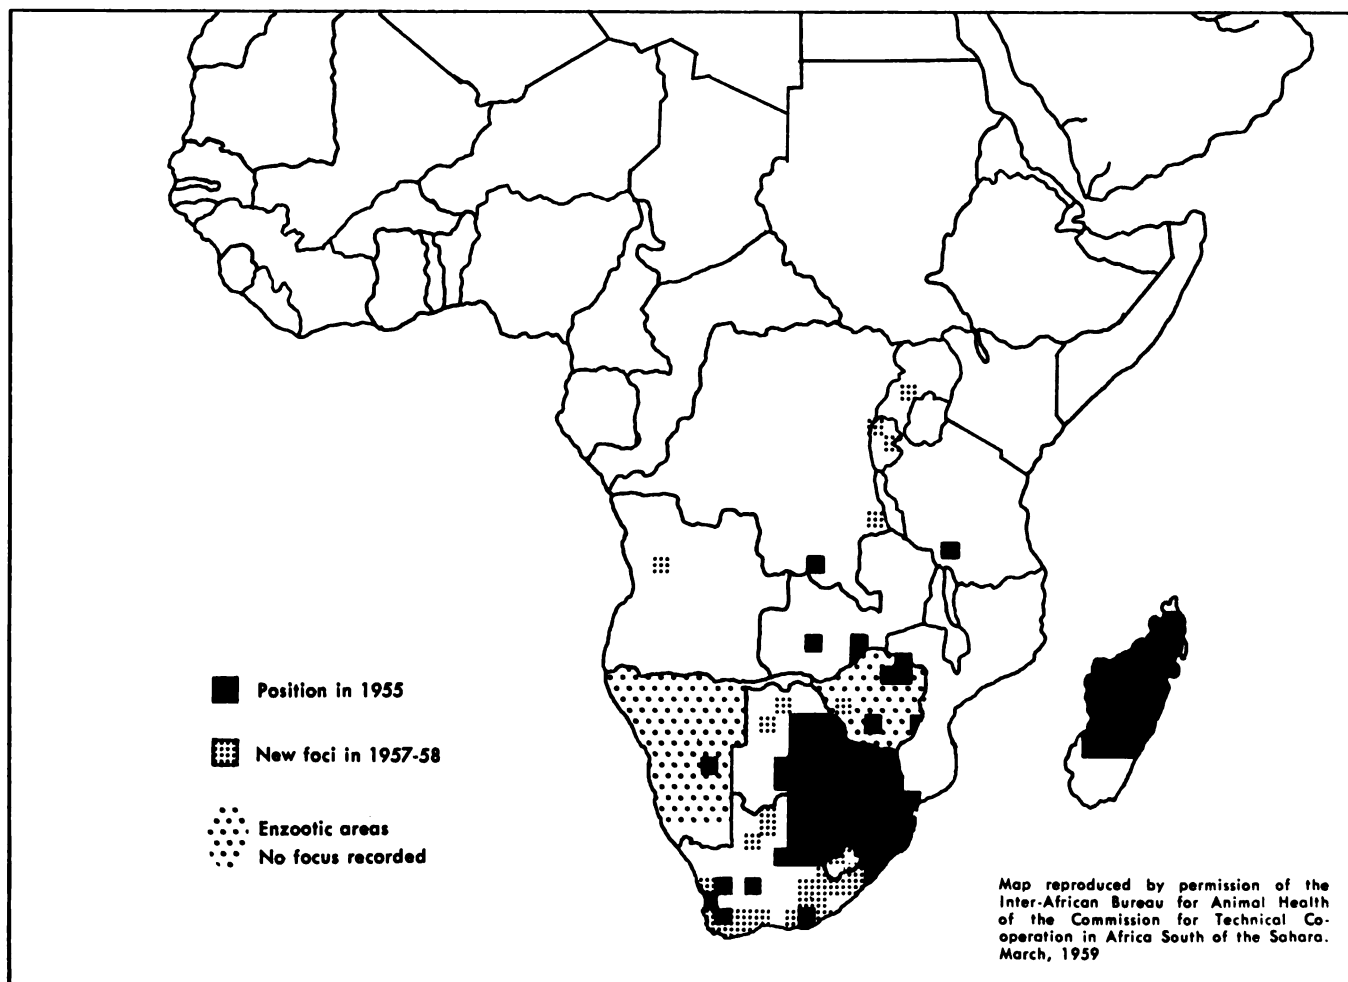 Position in 1955
New foci in 1957-58
Enzootic areas
No focus recorded
Map reproduced by permission of the
Inter-African Bureau for Animal Health
of the Commission for Technical Co-
operation in Africa South of the Sahara.
March, 1959